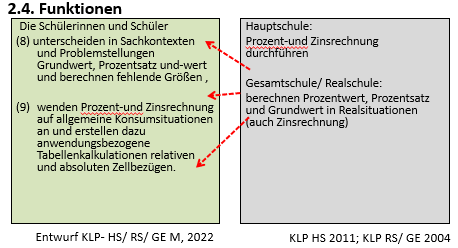 2.4. Funktionen
Die Schülerinnen und Schüler
(8) unterscheiden in Sachkontexten
und Problemstellungen
Grundwert, Prozentsatz und-wert
und berechnen fehlende Größen ,
(9) wenden Prozent-und Zinsrechnung
auf allgemeine Konsumsituationen
an und erstellen dazu
anwendungsbezogene
Tabellenkalkulationen relativen
und absoluten Zellbezügen.
Hauptschule:
Prozent-und Zinsrechnung
durchführen
Gesamtschule/ Realschule:
berechnen Prozentwert, Prozentsatz
und Grundwert in Realsituationen
(auch Zinsrechnung)
Entwurf KLP- HS/ RS/ GE M, 2022
KLP HS 2011; KLP RS/ GE 2004